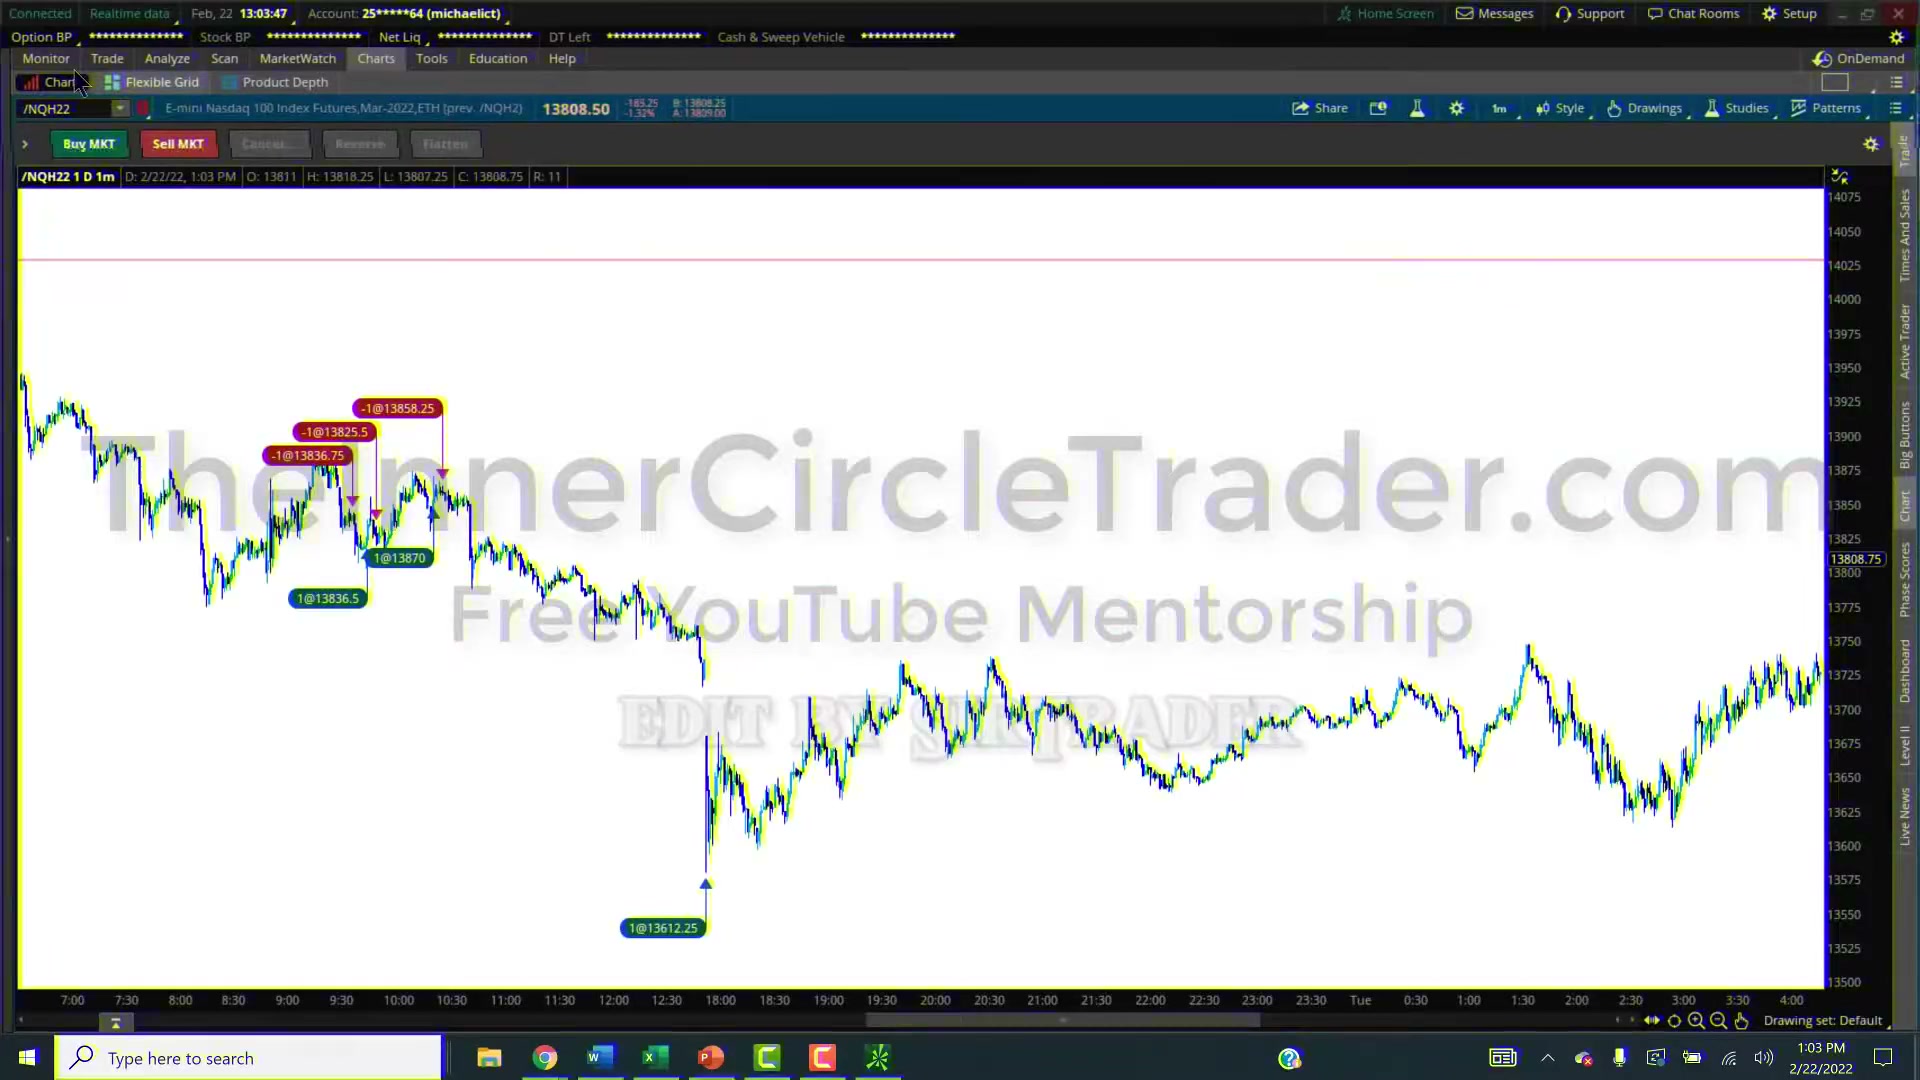 Connected Realtime data Feb, 22 13:03:47 Account: 25*****64 (michaelict) Home Screen Messages Support Chat Rooms Setup
Option BP ************** Stock BP ************** Net Liq ************** DT Left ************** Cash & Sweep Vehicle **************
Monitor Trade Analyze Scan MarketWatch Charts Tools Education Help OnDemand
Charts Flexible Grid Product Depth
/NQH22 E-mini Nasdaq 100 Index Futures,Mar-2022,ETH (prev. /NQH2) 13808.50 -185.25 -1.32% B: 13808.25 A: 13809.00 Share 1m Style Drawings Studies Patterns
Buy MKT Sell MKT Cancel... Reverse Flatten
/NQH22 1 D 1m D: 2/22/22, 1:03 PM O: 13811 H: 13818.25 L: 13807.25 C: 13808.75 R: 11
14075
14050
14025
14000
13975
13950
13925
13900
13875
13850
13825
13808.75
13800
13775
13750
13725
13700
13675
13650
13625
13600
13575
13550
13525
13500
-1@13858.25
-1@13825.5
-1@13836.75
1@13870
1@13836.5
1@13612.25
TheInnerCircleTrader.com
Free YouTube Mentorship
Trade
Times And Sales
Active Trader
Big Buttons
Chart
Phase Scores
Dashboard
Level II
Live News
7:00 7:30 8:00 8:30 9:00 9:30 10:00 10:30 11:00 11:30 12:00 12:30 18:00 18:30 19:00 19:30 20:00 20:30 21:00 21:30 22:00 22:30 23:00 23:30 Tue 0:30 1:00 1:30 2:00 2:30 3:00 3:30 4:00
Drawing set: Default
Type here to search
1:03 PM
2/22/2022